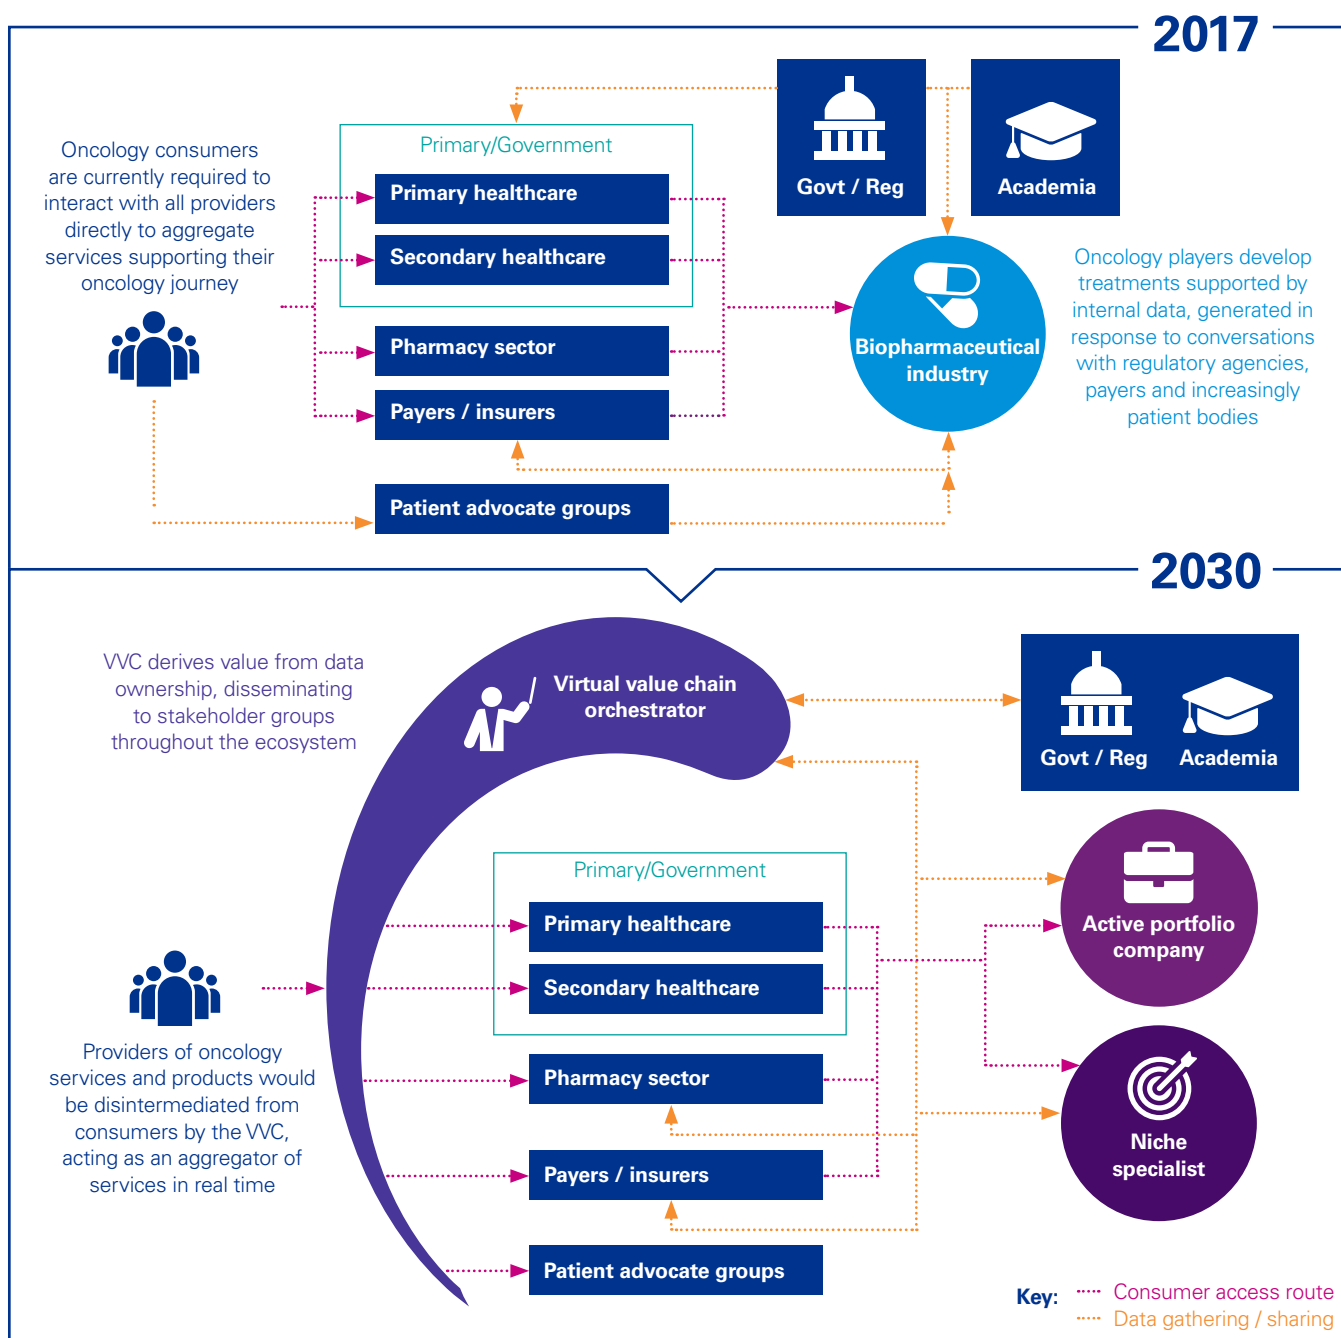 2017
Oncology consumers
are currently required to
interact with all providers
directly to aggregate
services supporting their
oncology journey
Primary/Government
Primary healthcare
Secondary healthcare
Pharmacy sector
Payers / insurers
Patient advocate groups
Govt / Reg
Academia
Biopharmaceutical
industry
Oncology players develop
treatments supported by
internal data, generated in
response to conversations
with regulatory agencies,
payers and increasingly
patient bodies
2030
VVC derives value from data
ownership, disseminating
to stakeholder groups
throughout the ecosystem
Virtual value chain
orchestrator
Govt / Reg
Academia
Primary/Government
Primary healthcare
Secondary healthcare
Pharmacy sector
Payers / insurers
Patient advocate groups
Active portfolio
company
Niche
specialist
Providers of oncology
services and products would
be disintermediated from
consumers by the VVC,
acting as an aggregator of
services in real time
Key:
Consumer access route
Data gathering / sharing